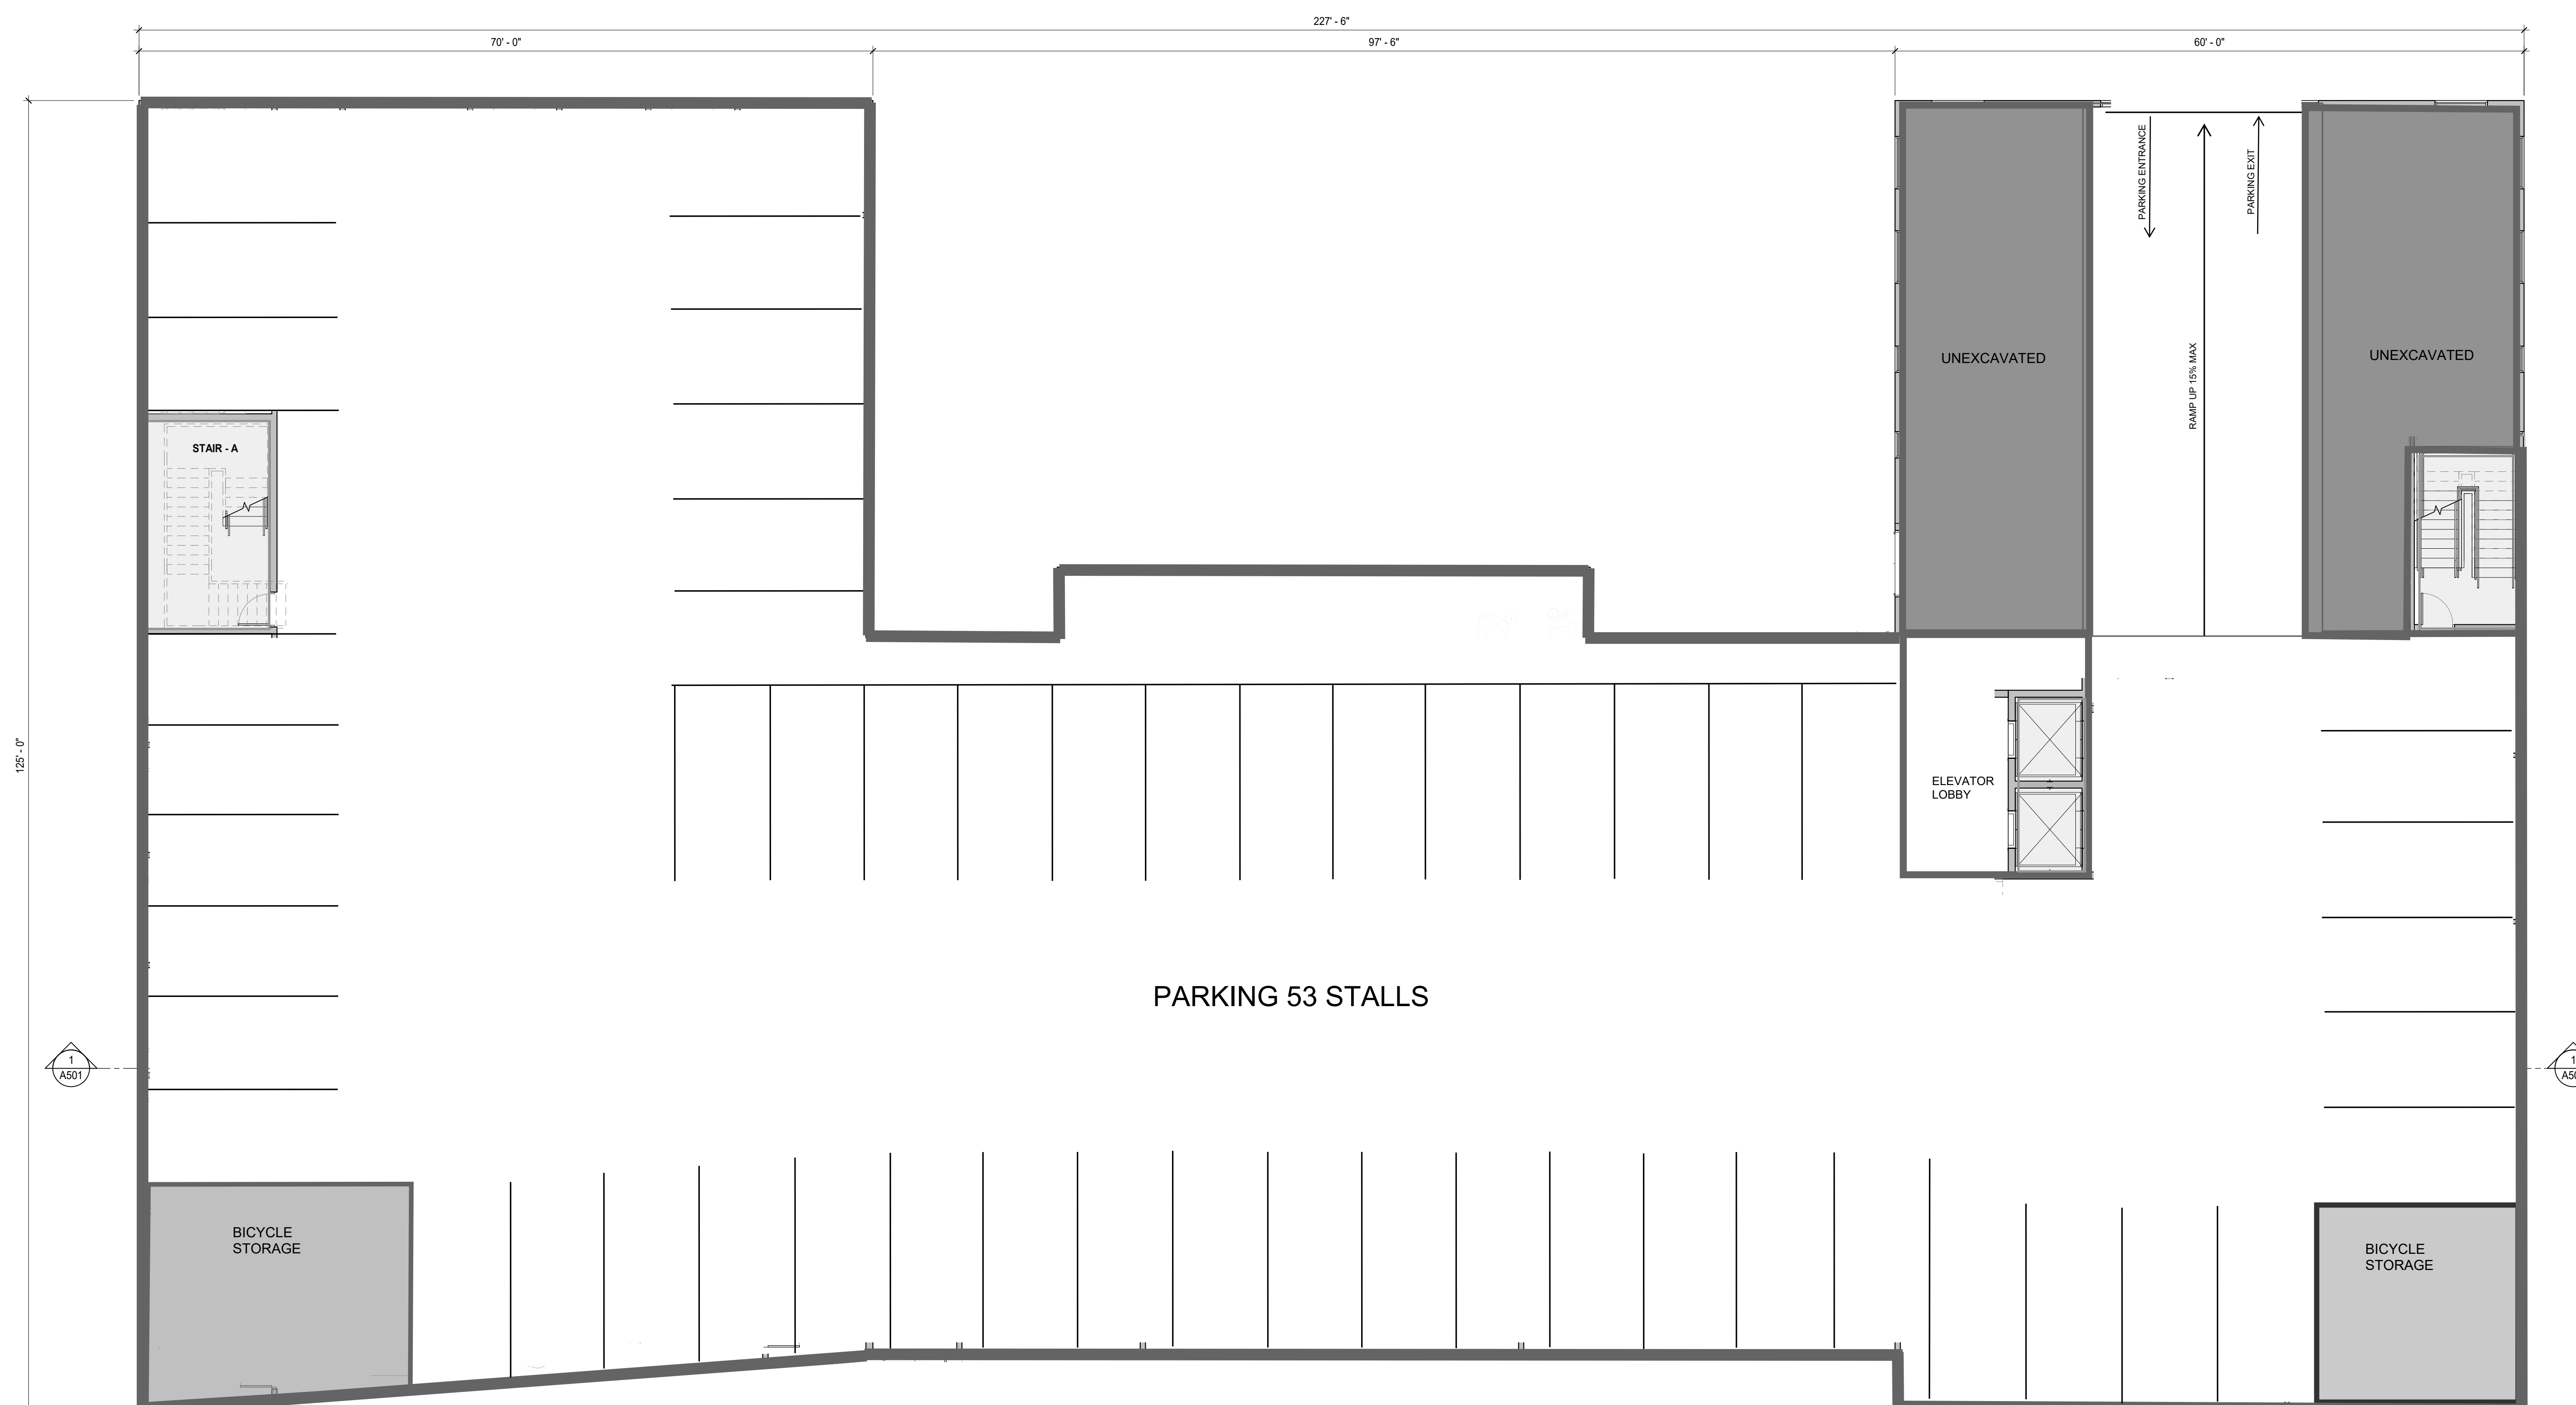 227' - 6"
70' - 0"
97' - 6"
60' - 0"
PARKING ENTRANCE
PARKING EXIT
RAMP UP 15% MAX
UNEXCAVATED
UNEXCAVATED
STAIR - A
125' - 0"
ELEVATOR
LOBBY
PARKING 53 STALLS
1
A501
1
BICYCLE
STORAGE
BICYCLE
STORAGE